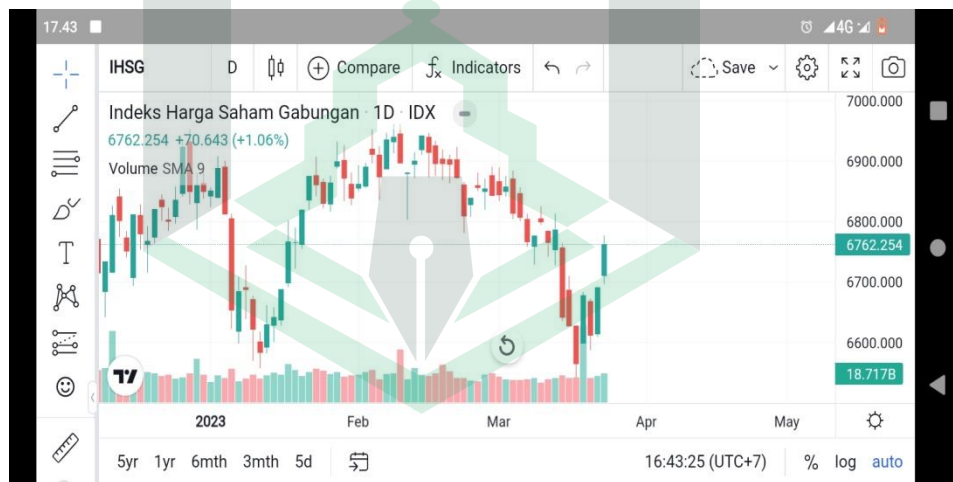 17.43 4G
IHSG D Compare fx Indicators Save
Indeks Harga Saham Gabungan · 1D · IDX
6762.254 +70.643 (+1.06%)
Volume SMA 9
7000.000
6900.000
6800.000
6762.254
6700.000
6600.000
18.717B
2023 Feb Mar Apr May
5yr 1yr 6mth 3mth 5d 16:43:25 (UTC+7) % log auto